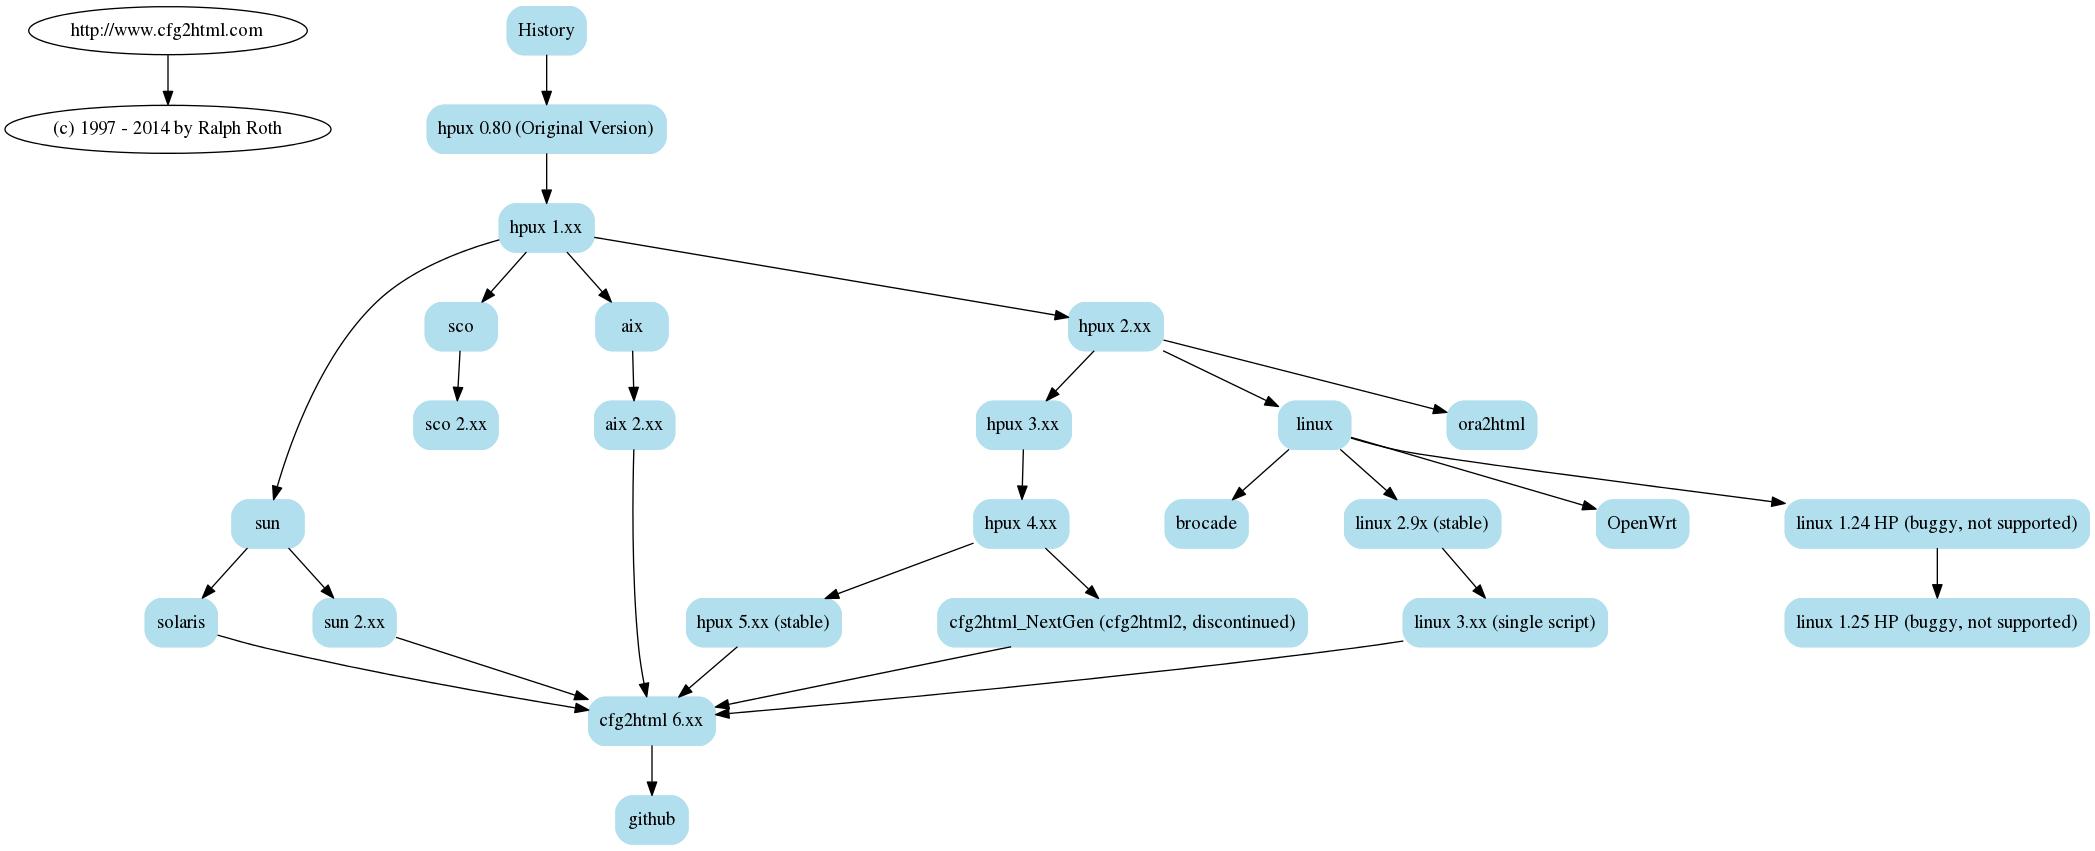 http://www.cfg2html.com
History
(c) 1997 - 2014 by Ralph Roth
hpux 0.80 (Original Version)
hpux 1.xx
sco
aix
hpux 2.xx
sco 2.xx
aix 2.xx
hpux 3.xx
linux
ora2html
sun
hpux 4.xx
brocade
linux 2.9x (stable)
OpenWrt
linux 1.24 HP (buggy, not supported)
solaris
sun 2.xx
hpux 5.xx (stable)
cfg2html_NextGen (cfg2html2, discontinued)
linux 3.xx (single script)
linux 1.25 HP (buggy, not supported)
cfg2html 6.xx
github